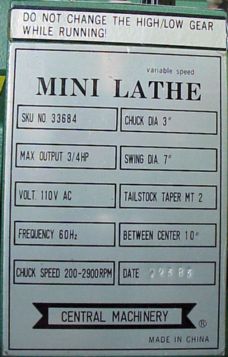 DO NOT CHANGE THE HIGH/LOW GEAR
WHILE RUNNING!
variable speed
MINI LATHE
SKU NO 33684
CHUCK DIA 3"
MAX OUTPUT 3/4HP
SWING DIA. 7"
VOLT. 110V AC
TAILSTOCK TAPER MT 2
FREQUENCY 60Hz
BETWEEN CENTER 10"
CHUCK SPEED 200-2900RPM
DATE
CENTRAL MACHINERY
®
MADE IN CHINA